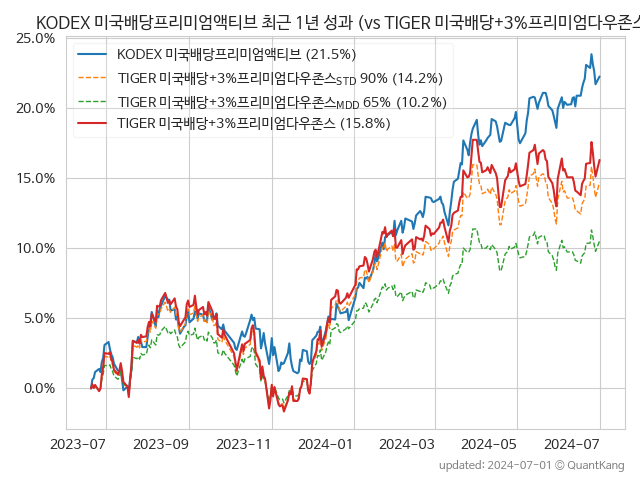 KODEX 미국배당프리미엄액티브 최근 1년 성과 (vs TIGER 미국배당+3%프리미엄다우존스
25.0%
20.0%
15.0%
10.0%
5.0%
0.0%
KODEX 미국배당프리미엄액티브 (21.5%)
TIGER 미국배당+3%프리미엄다우존스STD 90% (14.2%)
TIGER 미국배당+3%프리미엄다우존스MDD 65% (10.2%)
TIGER 미국배당+3%프리미엄다우존스 (15.8%)
2023-07 2023-09 2023-11 2024-01 2024-03 2024-05 2024-07
updated: 2024-07-01 © QuantKang